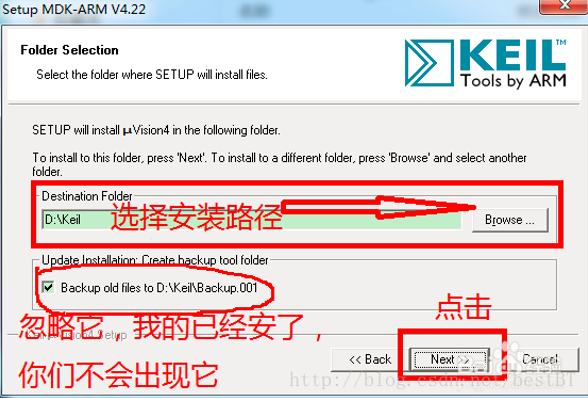 Setup MDK-ARM V4.22
Folder Selection
Select the folder where SETUP will install files.
KEIL™
Tools by ARM
SETUP will install µVision4 in the following folder.
To install to this folder, press 'Next'. To install to a different folder, press 'Browse' and select another
folder.
Destination Folder
D:\Keil
选择安装路径
Browse ...
Update Installation: Create backup tool folder
Backup old files to D:\Keil\Backup.001
点击
忽略它，我的已经安了，
Setup
你们不会出现它
<< Back
Next >>
Cancel
http://blog.csdn.net/bestBT